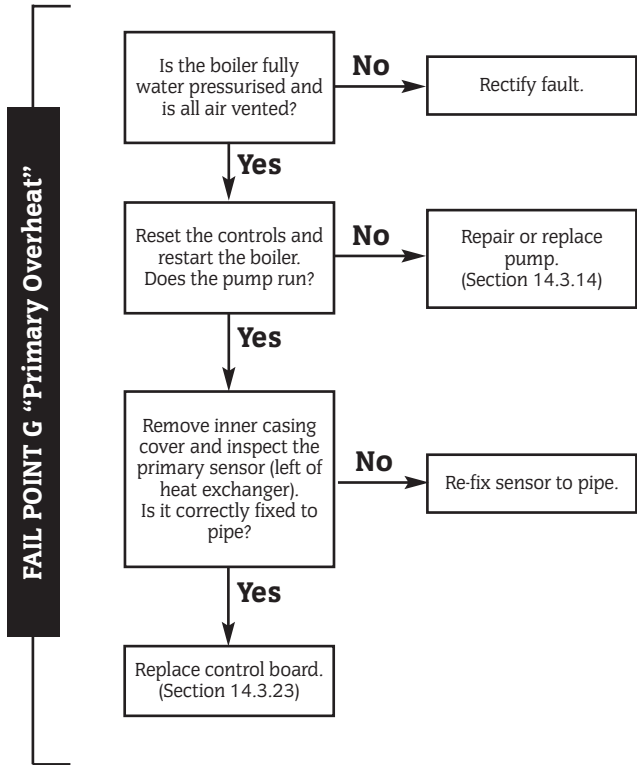 FAIL POINT G “Primary Overheat”
Is the boiler fully
water pressurised and
is all air vented?
No
Rectify fault.
Yes
Reset the controls and
restart the boiler.
Does the pump run?
No
Repair or replace
pump.
(Section 14.3.14)
Yes
Remove inner casing
cover and inspect the
primary sensor (left of
heat exchanger).
Is it correctly fixed to
pipe?
No
Re-fix sensor to pipe.
Yes
Replace control board.
(Section 14.3.23)